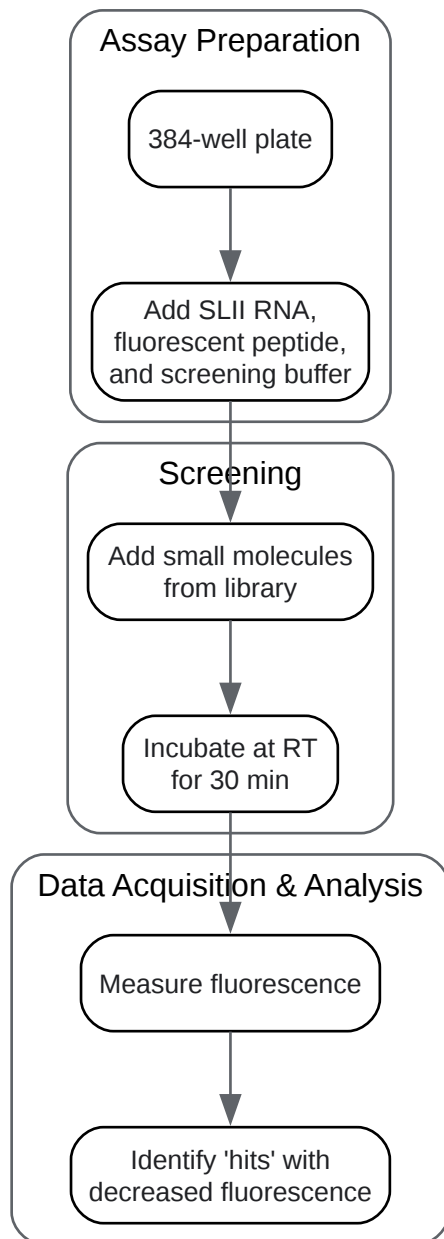 Assay Preparation
384-well plate
Add SLII RNA,
fluorescent peptide,
and screening buffer
Screening
Add small molecules
from library
Incubate at RT
for 30 min
Data Acquisition & Analysis
Measure fluorescence
Identify 'hits' with
decreased fluorescence